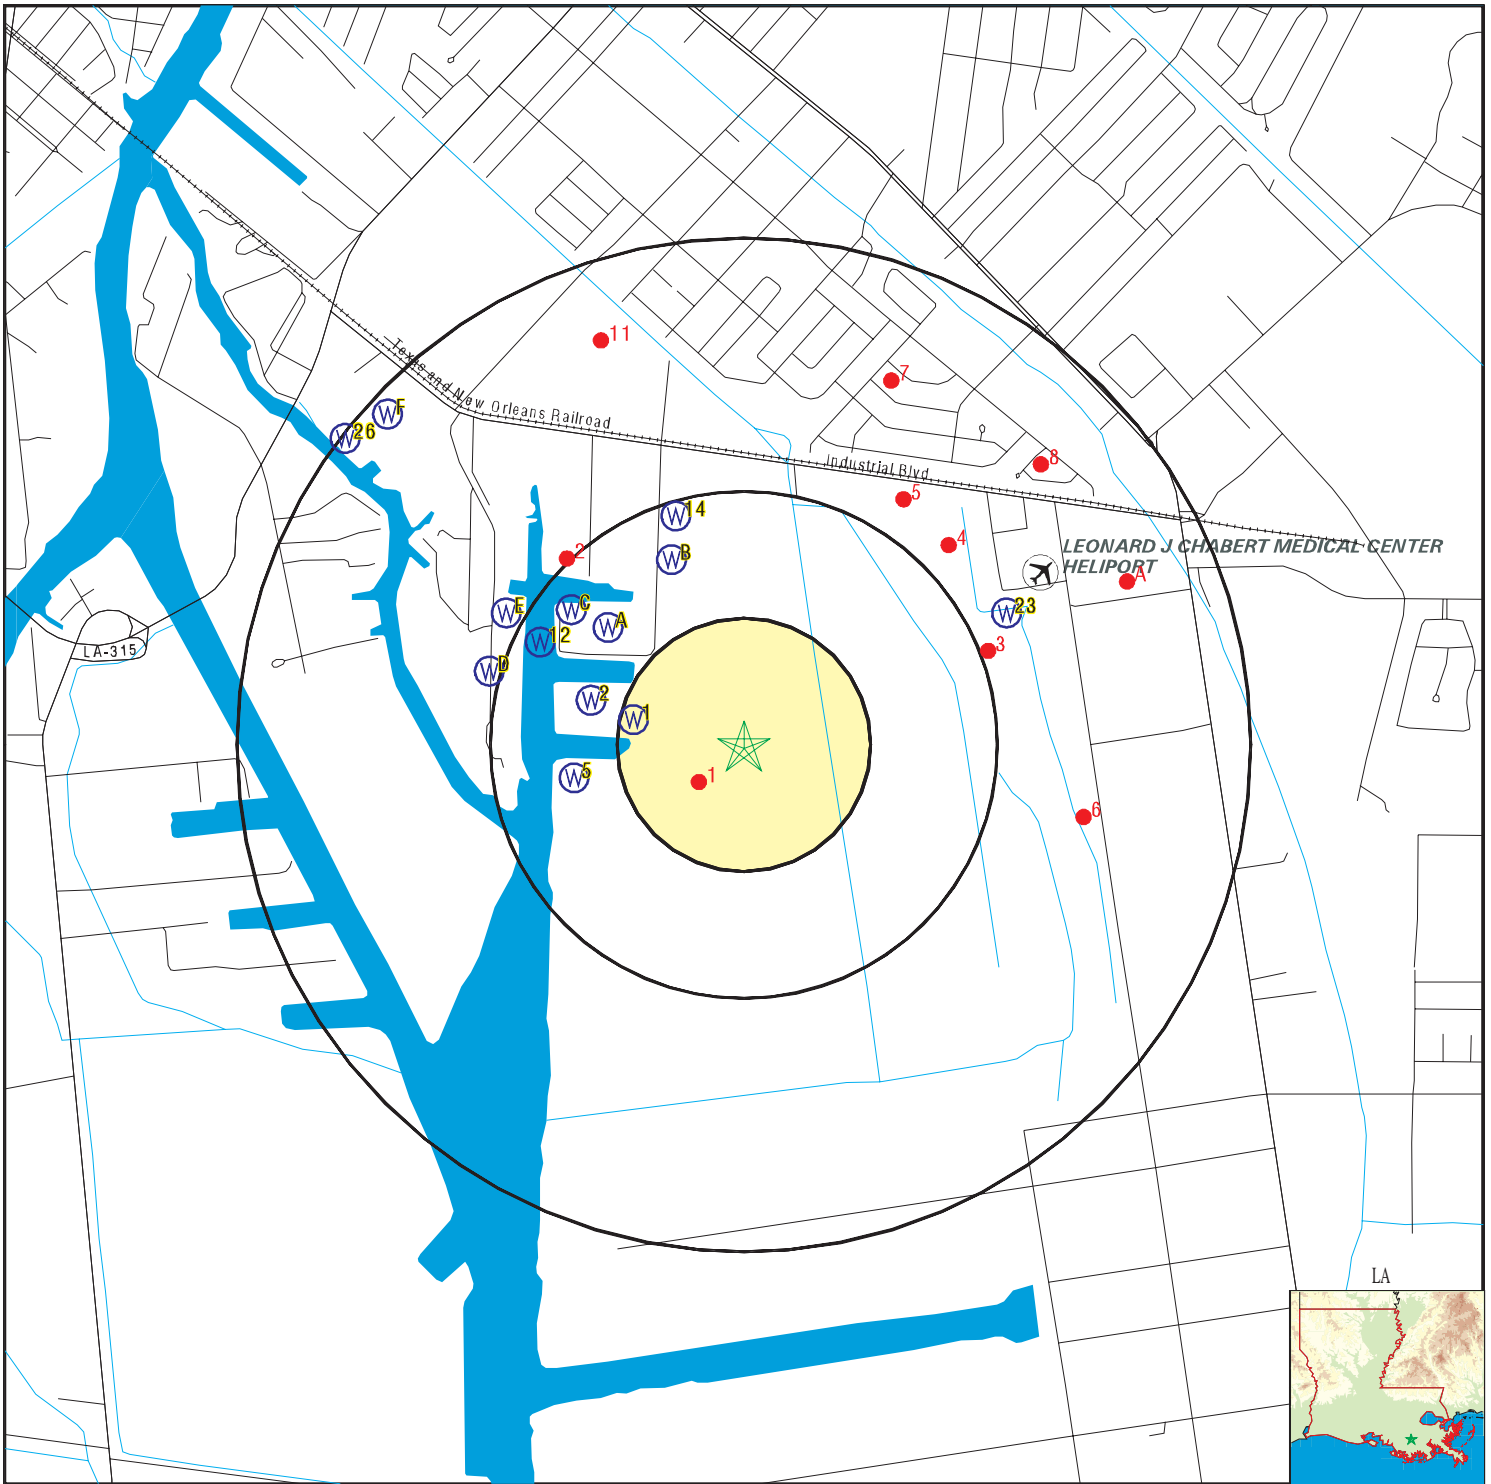 11
7
Texas and New Orleans Railroad
W F
W 26
Industrial Blvd
8
5
W 14
4
2
W B
LEONARD J CHABERT MEDICAL CENTER
HELIPORT
A
W E
W C
W A
W 23
W 12
3
LA-315
W D
W 2
W 1
W 5
1
6
LA